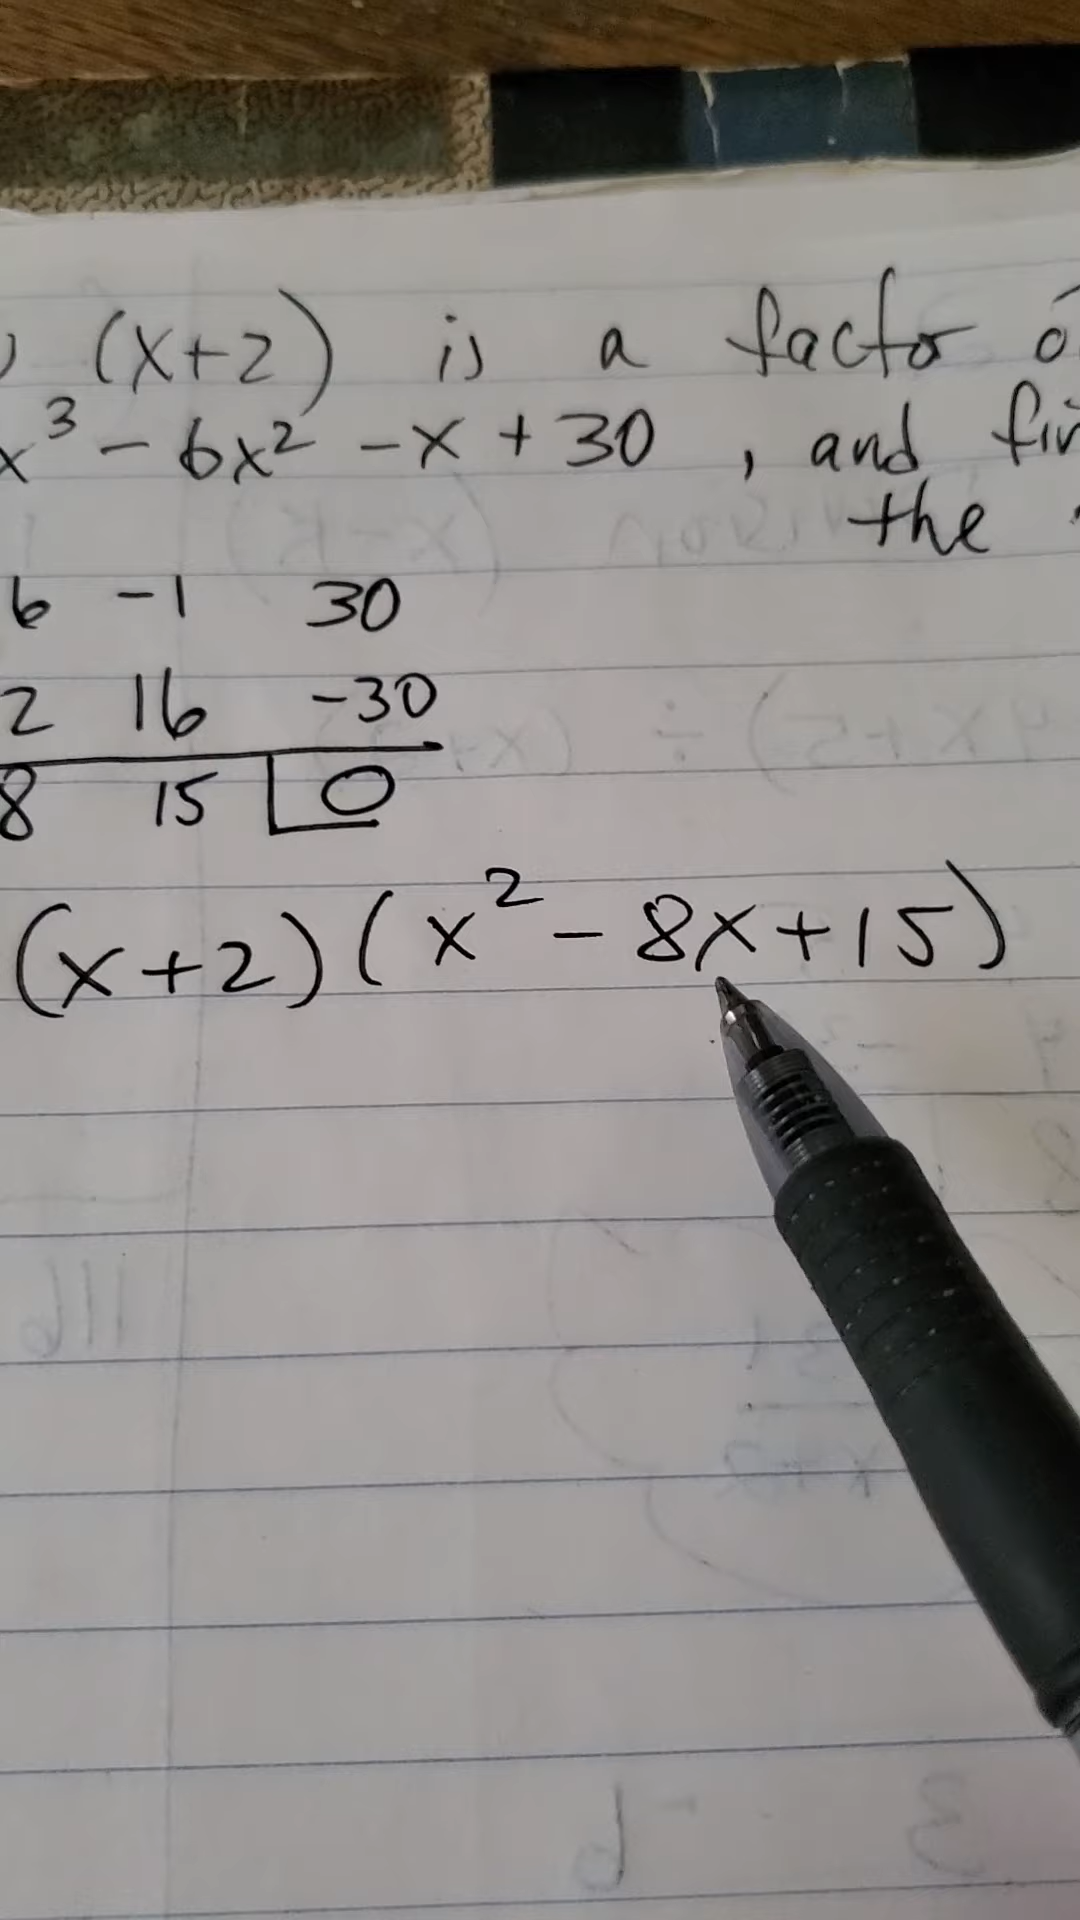 ) (x+2) is a factor o
x³ - 6x² - x + 30 , and fin
the
6 -1 30
2 16 -30
8 15 0
(x+2)(x² - 8x + 15)